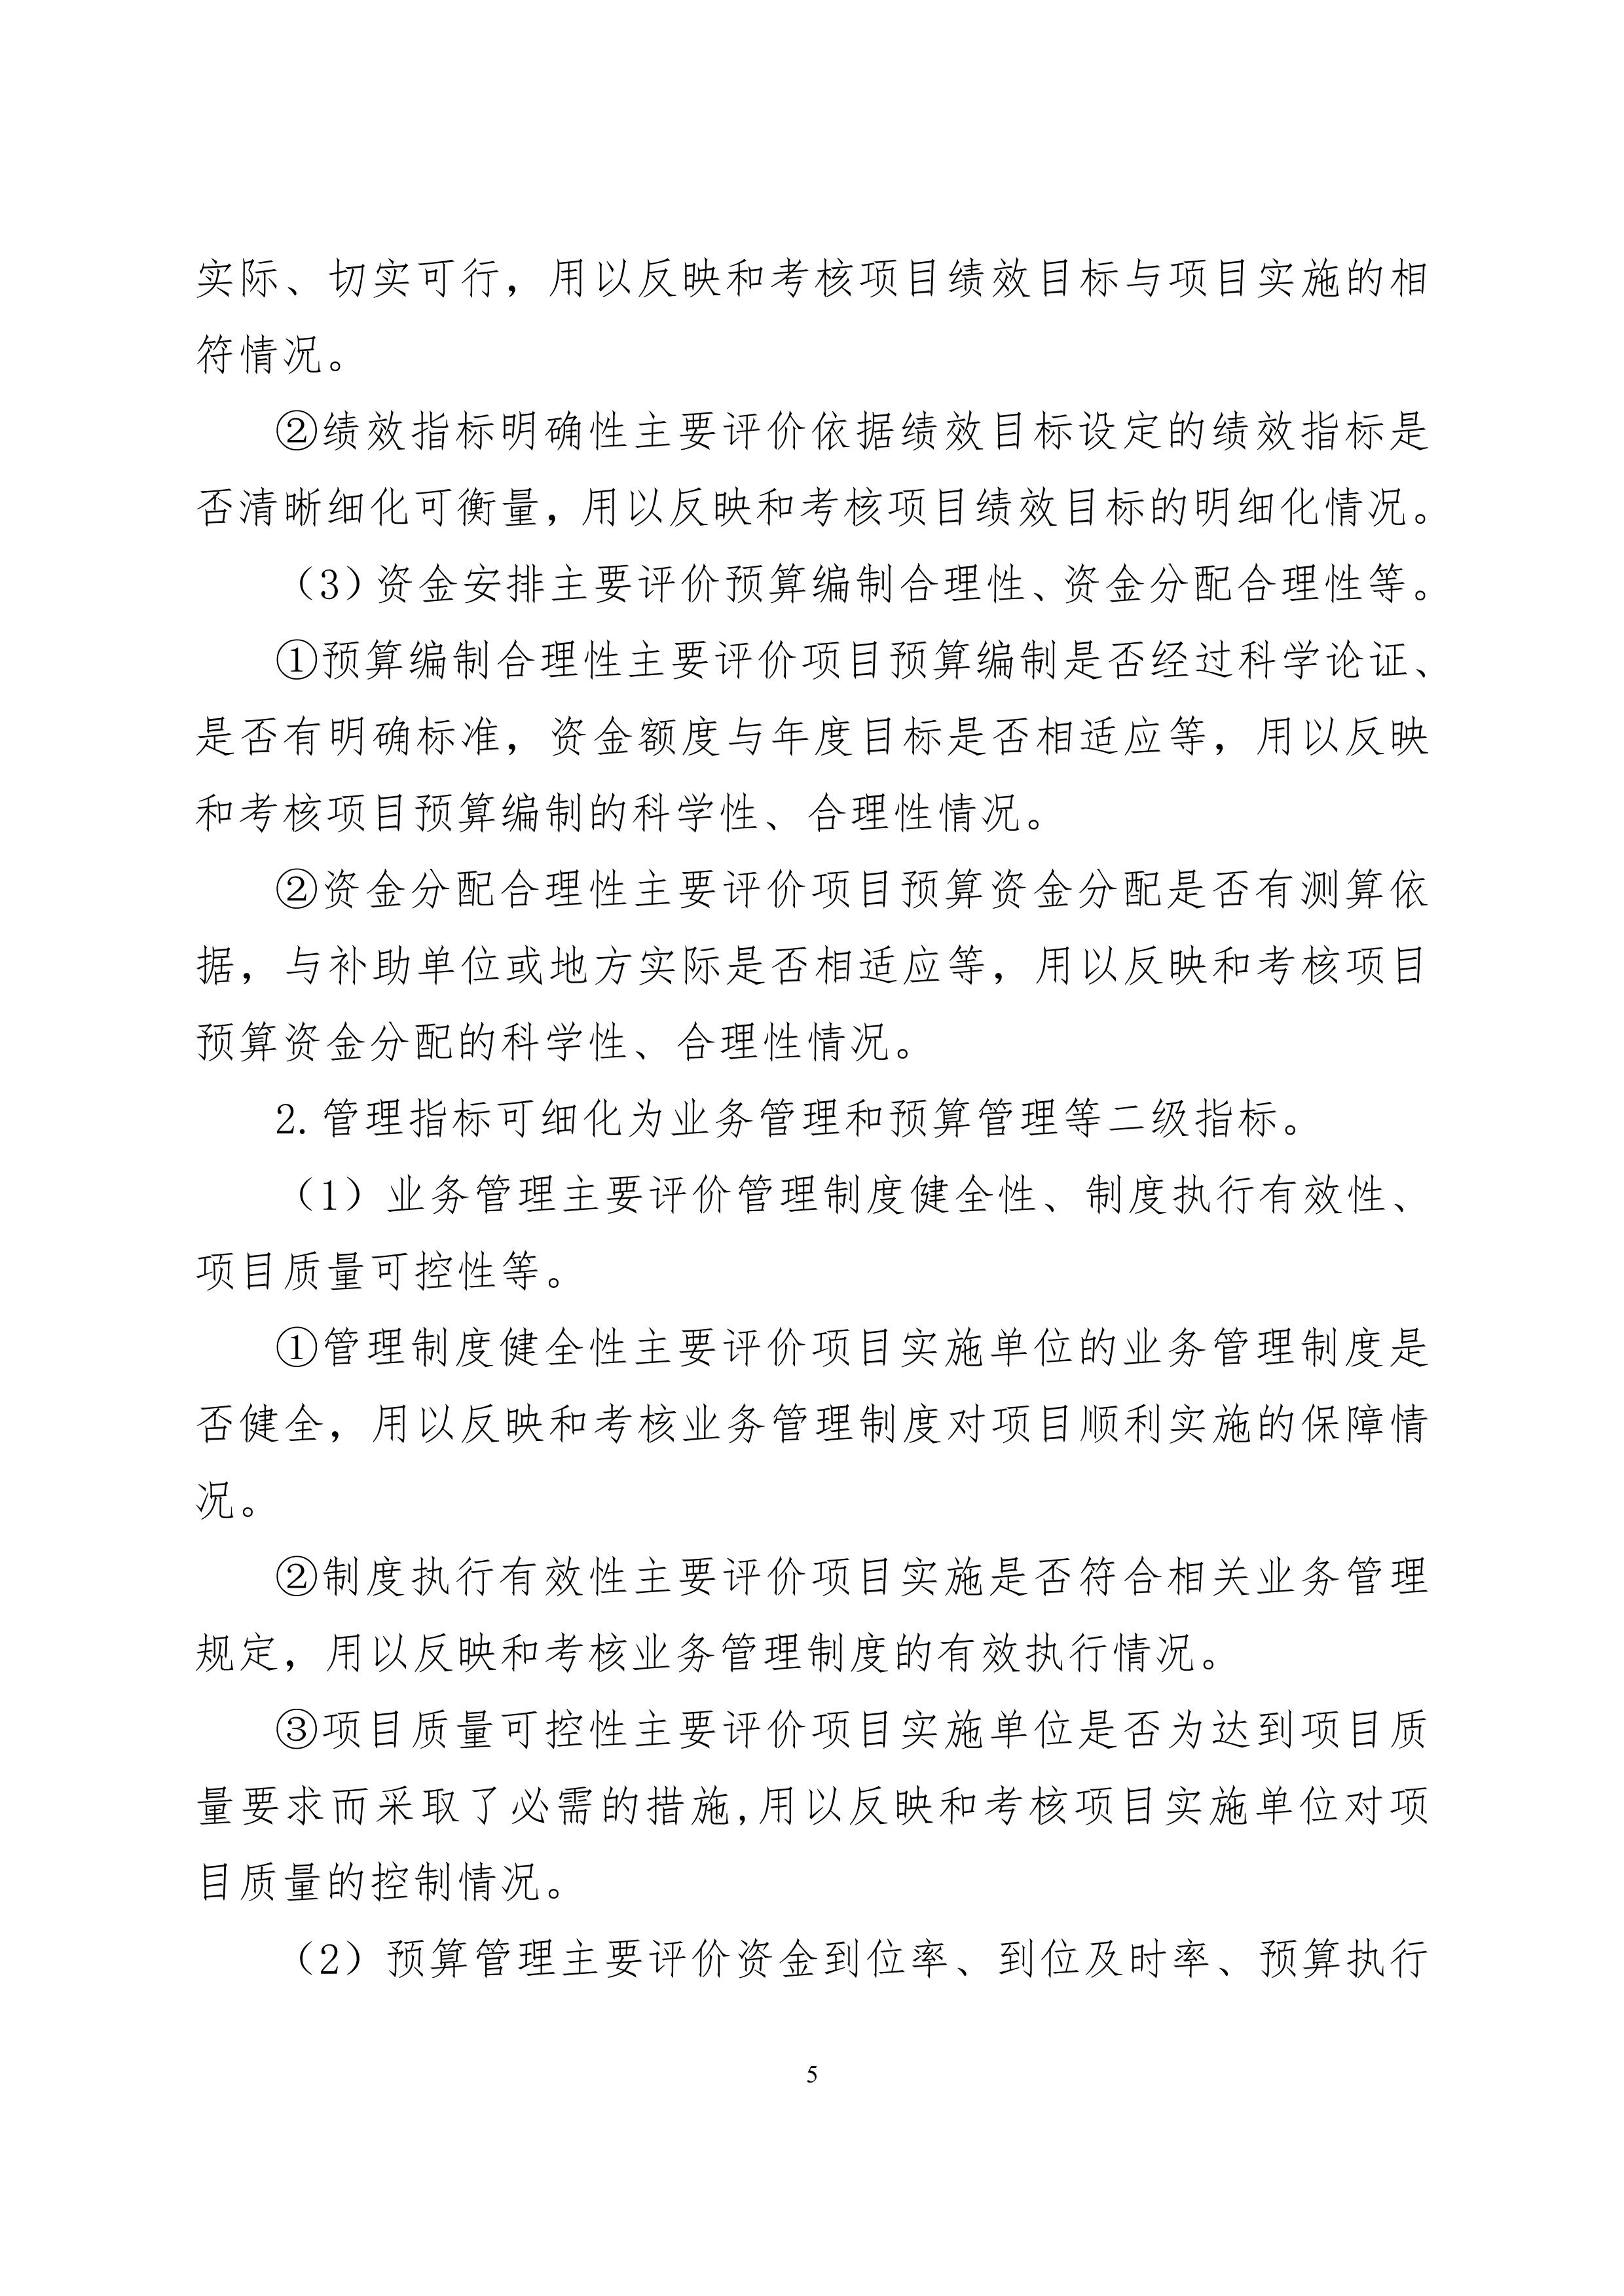 实际、切实可行，用以反映和考核项目绩效目标与项目实施的相
符情况。
②绩效指标明确性主要评价依据绩效目标设定的绩效指标是
否清晰细化可衡量，用以反映和考核项目绩效目标的明细化情况。
（3）资金安排主要评价预算编制合理性、资金分配合理性等。
①预算编制合理性主要评价项目预算编制是否经过科学论证、
是否有明确标准，资金额度与年度目标是否相适应等，用以反映
和考核项目预算编制的科学性、合理性情况。
②资金分配合理性主要评价项目预算资金分配是否有测算依
据，与补助单位或地方实际是否相适应等，用以反映和考核项目
预算资金分配的科学性、合理性情况。
2.管理指标可细化为业务管理和预算管理等二级指标。
（1）业务管理主要评价管理制度健全性、制度执行有效性、
项目质量可控性等。
①管理制度健全性主要评价项目实施单位的业务管理制度是
否健全，用以反映和考核业务管理制度对项目顺利实施的保障情
况。
②制度执行有效性主要评价项目实施是否符合相关业务管理
规定，用以反映和考核业务管理制度的有效执行情况。
③项目质量可控性主要评价项目实施单位是否为达到项目质
量要求而采取了必需的措施,用以反映和考核项目实施单位对项
目质量的控制情况。
（2）预算管理主要评价资金到位率、到位及时率、预算执行
5